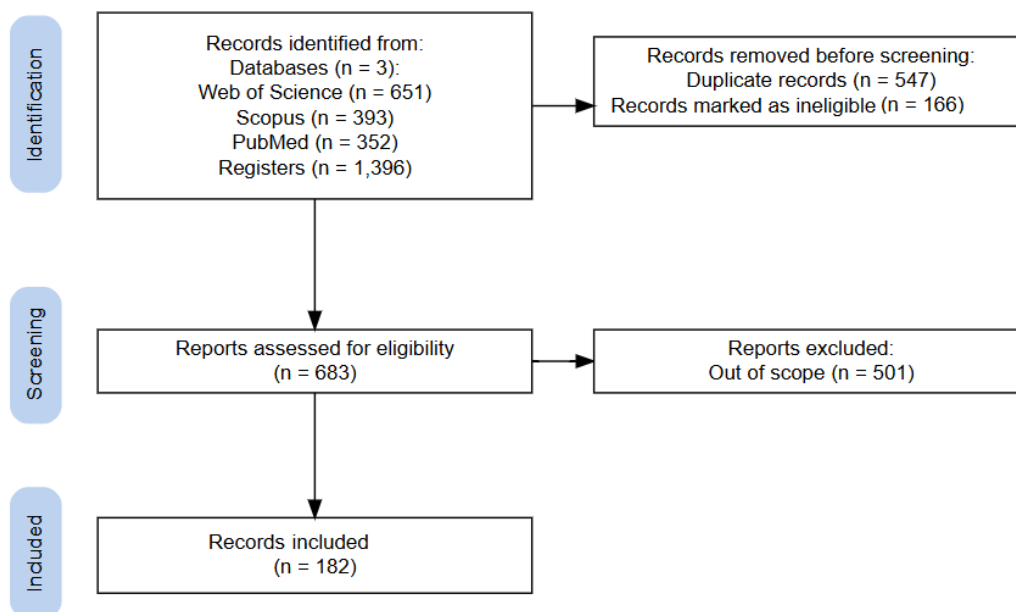 Identification
Records identified from:
Databases (n = 3):
Web of Science (n = 651)
Scopus (n = 393)
PubMed (n = 352)
Registers (n = 1,396)
Records removed before screening:
Duplicate records (n = 547)
Records marked as ineligible (n = 166)
Screening
Reports assessed for eligibility
(n = 683)
Reports excluded:
Out of scope (n = 501)
Included
Records included
(n = 182)